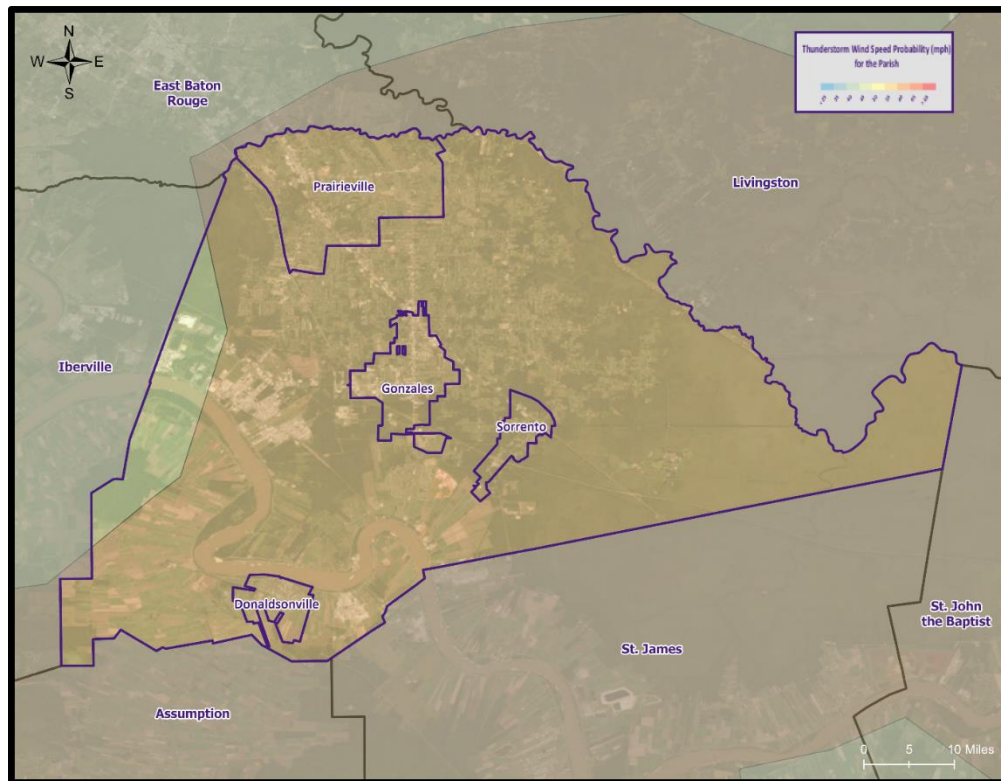 N
W E
S
East Baton
Rouge
Thunderstorm Wind Speed Probability (mph)
for the Parish
Prairieville
Livingston
Iberville
Gonzales
Sorrento
Donaldsonville
St. James
St. John
the Baptist
Assumption
0 5 10 Miles